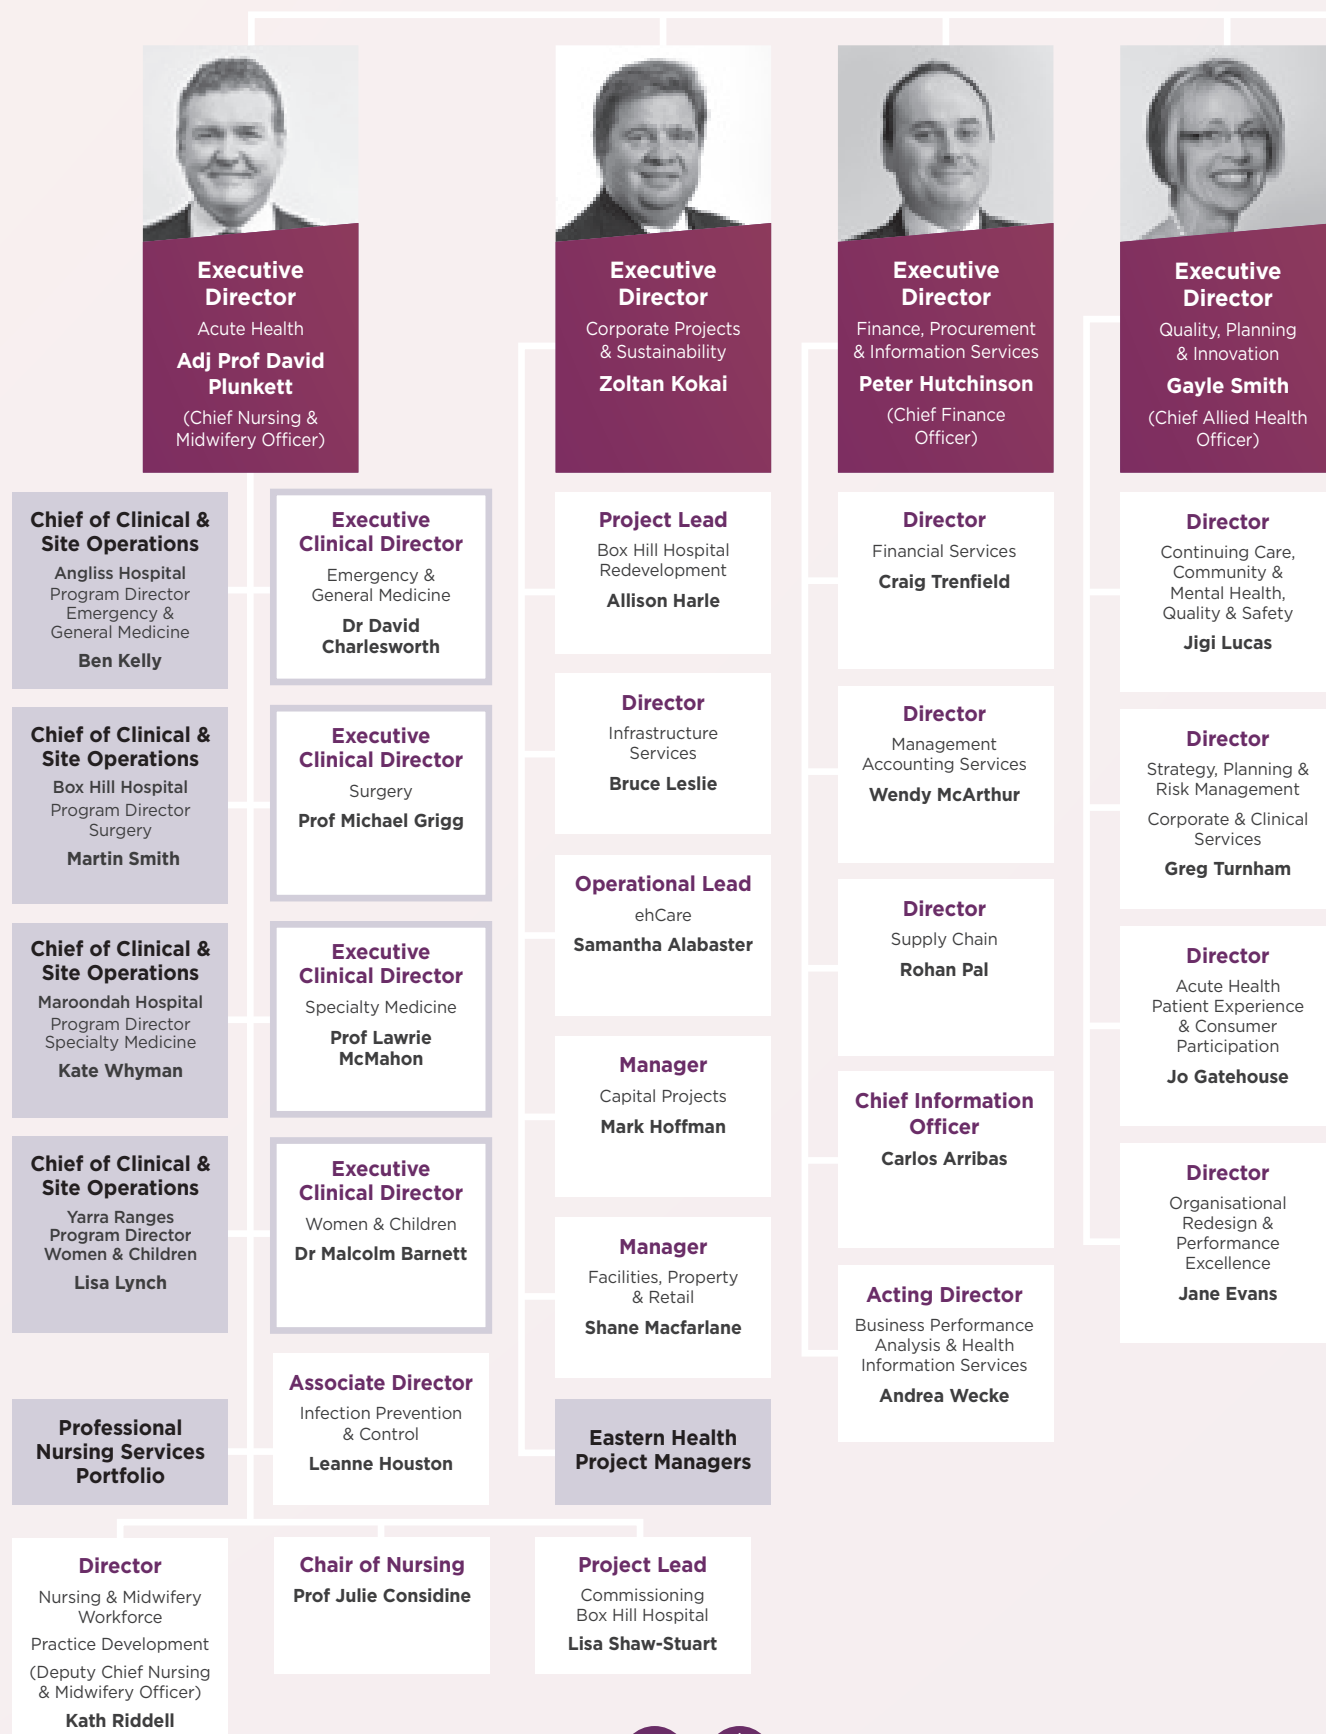 Executive
Director
Acute Health
Adj Prof David
Plunkett
(Chief Nursing &
Midwifery Officer)
Chief of Clinical &
Site Operations
Angliss Hospital
Program Director
Emergency &
General Medicine
Ben Kelly
Executive
Clinical Director
Emergency &
General Medicine
Dr David
Charlesworth
Chief of Clinical &
Site Operations
Box Hill Hospital
Program Director
Surgery
Martin Smith
Executive
Clinical Director
Surgery
Prof Michael Grigg
Chief of Clinical &
Site Operations
Maroondah Hospital
Program Director
Specialty Medicine
Kate Whyman
Executive
Clinical Director
Specialty Medicine
Prof Lawrie
McMahon
Chief of Clinical &
Site Operations
Yarra Ranges
Program Director
Women & Children
Lisa Lynch
Executive
Clinical Director
Women & Children
Dr Malcolm Barnett
Professional
Nursing Services
Portfolio
Associate Director
Infection Prevention
& Control
Leanne Houston
Director
Nursing & Midwifery
Workforce
Practice Development
(Deputy Chief Nursing
& Midwifery Officer)
Kath Riddell
Chair of Nursing
Prof Julie Considine
Project Lead
Commissioning
Box Hill Hospital
Lisa Shaw-Stuart
Executive
Director
Corporate Projects
& Sustainability
Zoltan Kokai
Project Lead
Box Hill Hospital
Redevelopment
Allison Harle
Director
Infrastructure
Services
Bruce Leslie
Operational Lead
ehCare
Samantha Alabaster
Manager
Capital Projects
Mark Hoffman
Manager
Facilities, Property
& Retail
Shane Macfarlane
Eastern Health
Project Managers
Executive
Director
Finance, Procurement
& Information Services
Peter Hutchinson
(Chief Finance
Officer)
Director
Financial Services
Craig Trenfield
Director
Management
Accounting Services
Wendy McArthur
Director
Supply Chain
Rohan Pal
Chief Information
Officer
Carlos Arribas
Acting Director
Business Performance
Analysis & Health
Information Services
Andrea Wecke
Executive
Director
Quality, Planning
& Innovation
Gayle Smith
(Chief Allied Health
Officer)
Director
Continuing Care,
Community &
Mental Health,
Quality & Safety
Jigi Lucas
Director
Strategy, Planning &
Risk Management
Corporate & Clinical
Services
Greg Turnham
Director
Acute Health
Patient Experience
& Consumer
Participation
Jo Gatehouse
Director
Organisational
Redesign &
Performance
Excellence
Jane Evans